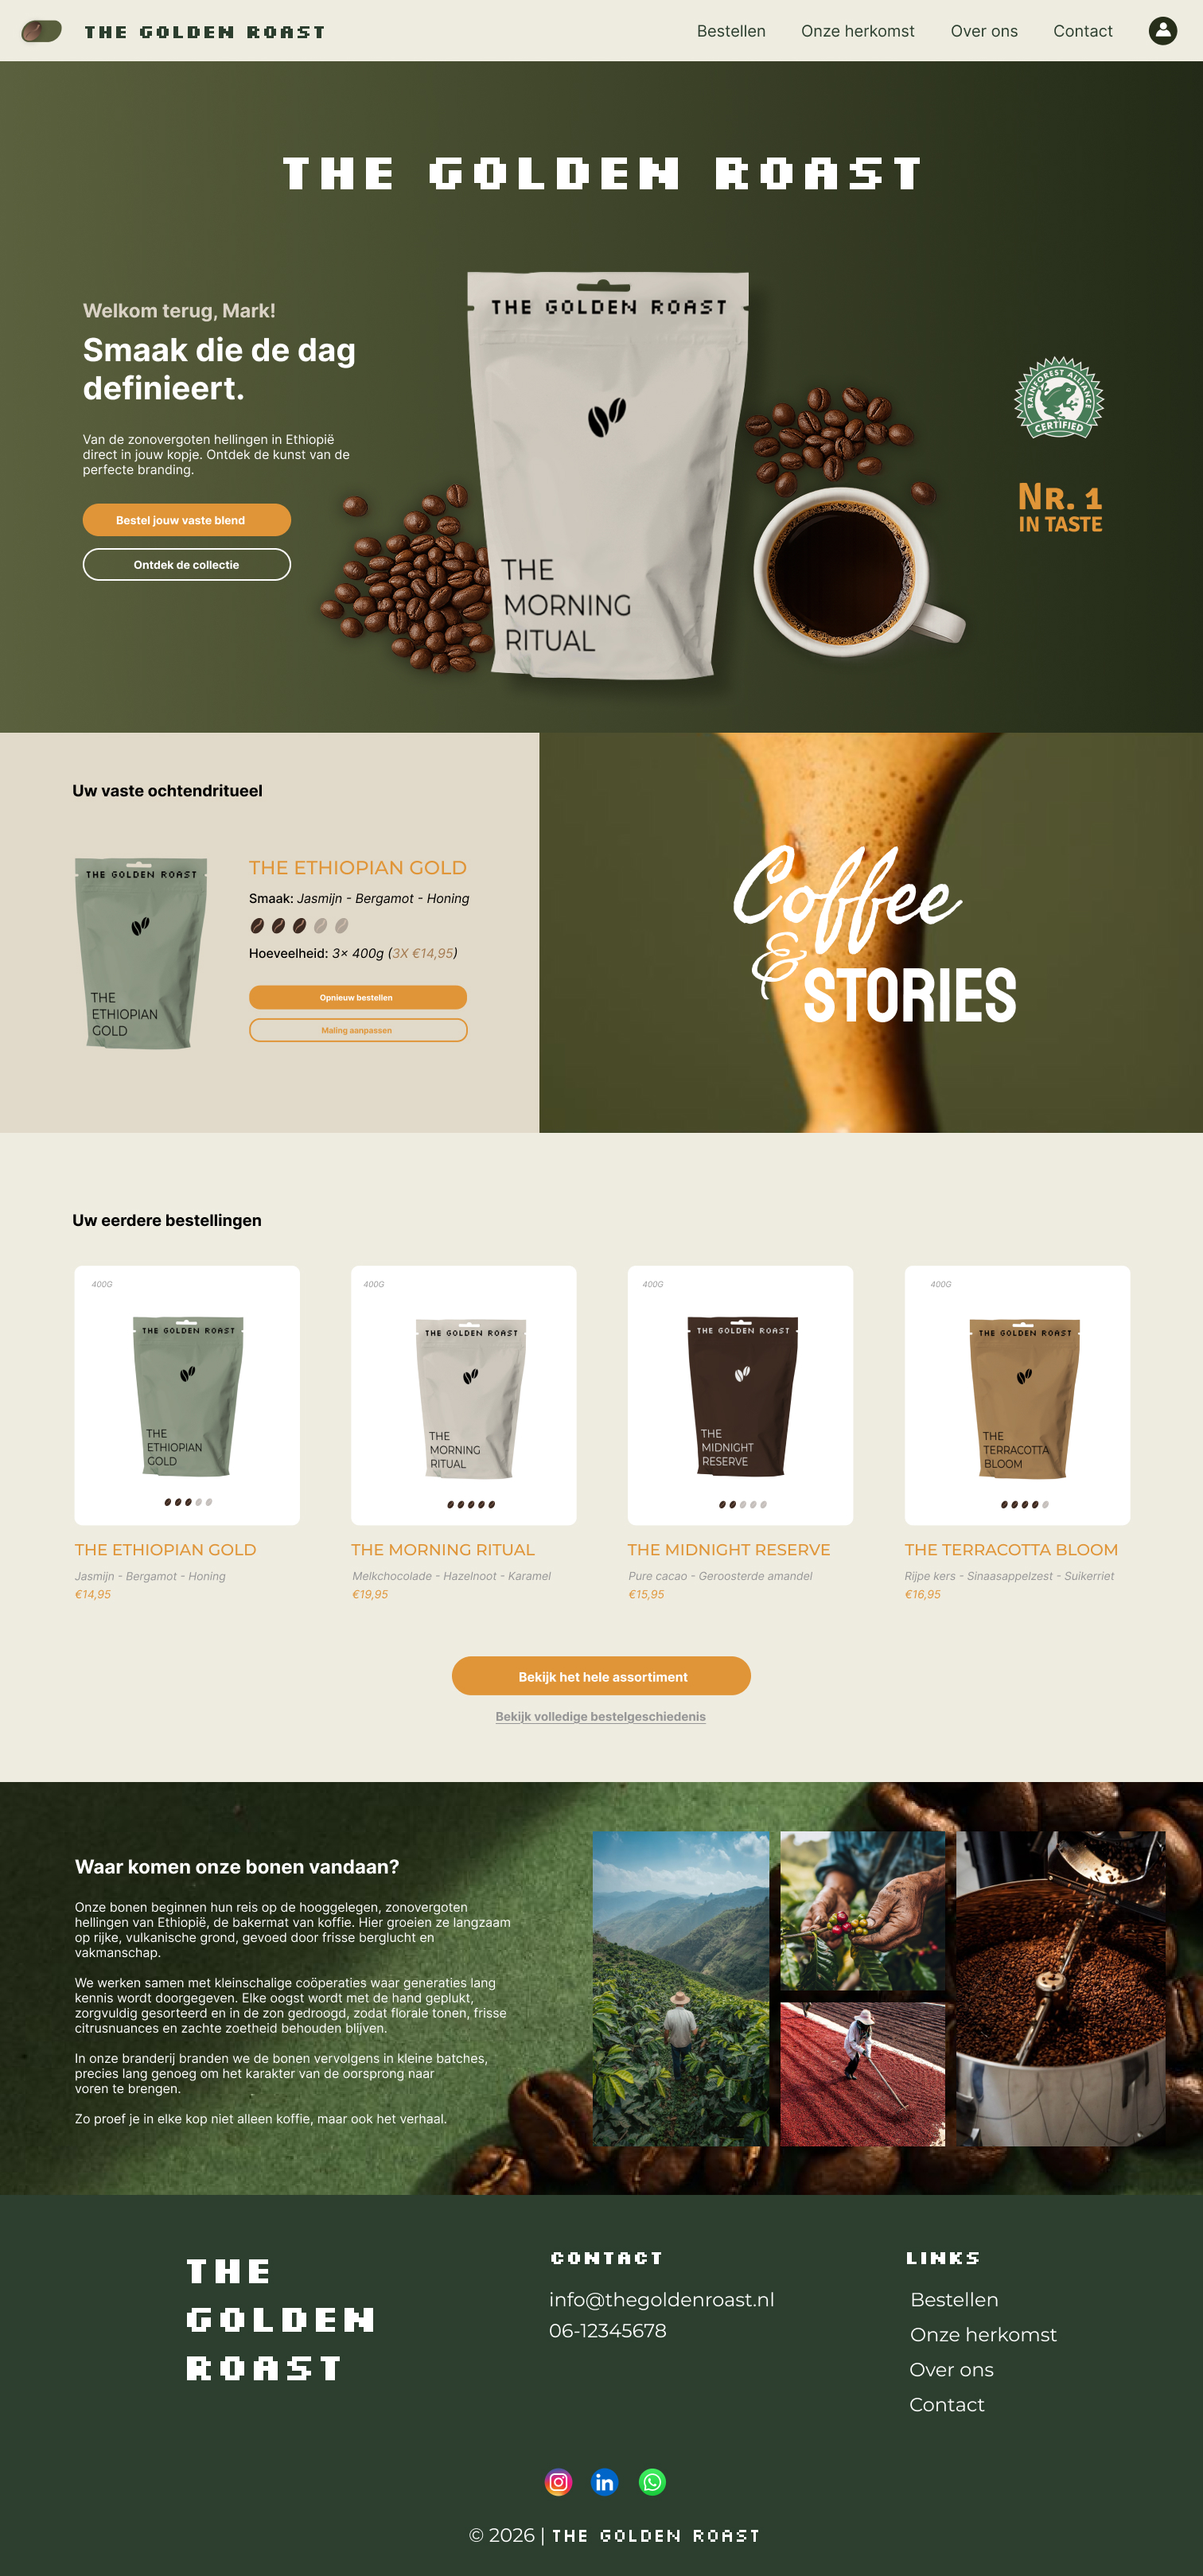 THE GOLDEN ROAST
Bestellen
Onze herkomst
Over ons
Contact
THE GOLDEN ROAST
Welkom terug, Mark!
Smaak die de dag
definieert.
Van de zonovergoten hellingen in Ethiopië
direct in jouw kopje. Ontdek de kunst van de
perfecte branding.
Bestel jouw vaste blend
Ontdek de collectie
THE GOLDEN ROAST
THE
MORNING
RITUAL
RAINFOREST ALLIANCE
CERTIFIED
NR. 1
IN TASTE
Uw vaste ochtendritueel
THE GOLDEN ROAST
THE
ETHIOPIAN
GOLD
THE ETHIOPIAN GOLD
Smaak: Jasmijn - Bergamot - Honing
Hoeveelheid: 3x 400g (3X €14,95)
Opnieuw bestellen
Maling aanpassen
Coffee
&
STORIES
Uw eerdere bestellingen
400G
THE GOLDEN ROAST
THE
ETHIOPIAN
GOLD
THE ETHIOPIAN GOLD
Jasmijn - Bergamot - Honing
€14,95
400G
THE GOLDEN ROAST
THE
MORNING
RITUAL
THE MORNING RITUAL
Melkchocolade - Hazelnoot - Karamel
€19,95
400G
THE GOLDEN ROAST
THE
MIDNIGHT
RESERVE
THE MIDNIGHT RESERVE
Pure cacao - Geroosterde amandel
€15,95
400G
THE GOLDEN ROAST
THE
TERRACOTTA
BLOOM
THE TERRACOTTA BLOOM
Rijpe kers - Sinaasappelzest - Suikerriet
€16,95
Bekijk het hele assortiment
Bekijk volledige bestelgeschiedenis
Waar komen onze bonen vandaan?
Onze bonen beginnen hun reis op de hooggelegen, zonovergoten
hellingen van Ethiopië, de bakermat van koffie. Hier groeien ze langzaam
op rijke, vulkanische grond, gevoed door frisse berglucht en
vakmanschap.
We werken samen met kleinschalige coöperaties waar generaties lang
kennis wordt doorgegeven. Elke oogst wordt met de hand geplukt,
zorgvuldig gesorteerd en in de zon gedroogd, zodat florale tonen, frisse
citrusnuances en zachte zoetheid behouden blijven.
In onze branderij branden we de bonen vervolgens in kleine batches,
precies lang genoeg om het karakter van de oorsprong naar
voren te brengen.
Zo proef je in elke kop niet alleen koffie, maar ook het verhaal.
THE
GOLDEN
ROAST
CONTACT
info@thegoldenroast.nl
06-12345678
LINKS
Bestellen
Onze herkomst
Over ons
Contact
in
© 2026 | THE GOLDEN ROAST